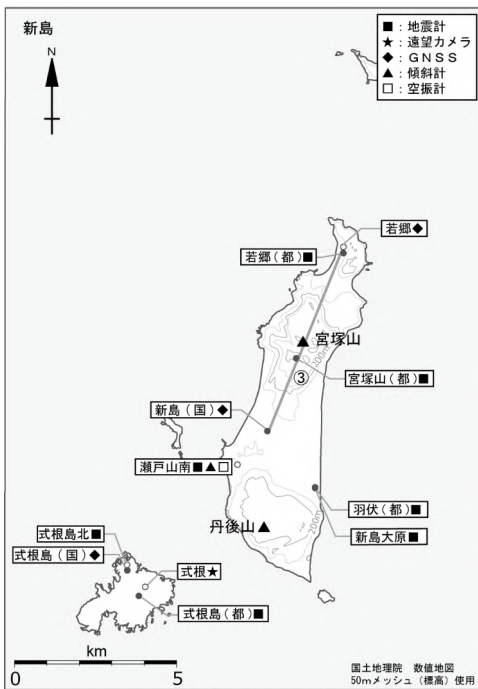 新島
N
■：地震計
★：遠望カメラ
◆：ＧＮＳＳ
▲：傾斜計
□：空振計
若郷◆
若郷（都）■
宮塚山
200m
宮塚山（都）■
③
新島（国）◆
瀬戸山南■▲□
羽伏（都）■
200m
丹後山
新島大原■
式根島北■
式根島（国）◆
式根★
式根島（都）■
km
0 5
国土地理院　数値地図
50mメッシュ（標高）使用